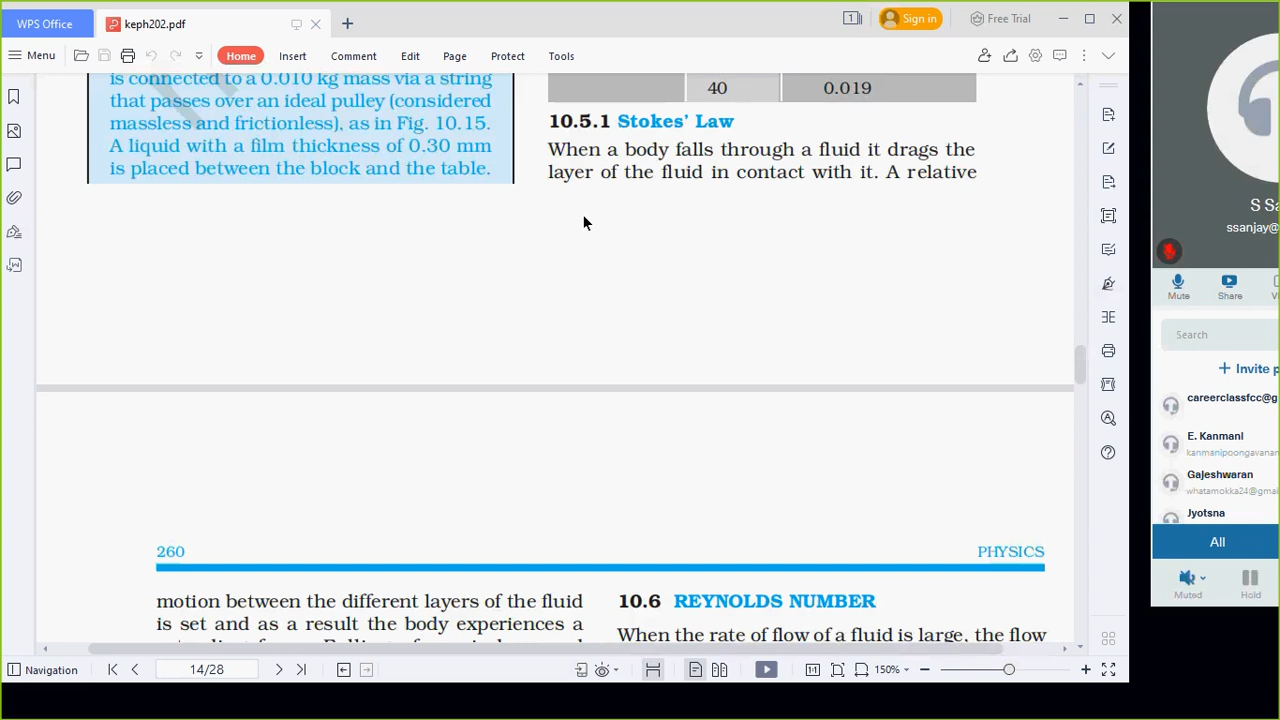 WPS Office
keph202.pdf
Sign in
Free Trial
Menu
Home
Insert
Comment
Edit
Page
Protect
Tools
is connected to a 0.010 kg mass via a string
that passes over an ideal pulley (considered
massless and frictionless), as in Fig. 10.15.
A liquid with a film thickness of 0.30 mm
is placed between the block and the table.
40 0.019
10.5.1 Stokes' Law
When a body falls through a fluid it drags the
layer of the fluid in contact with it. A relative
260
PHYSICS
motion between the different layers of the fluid
is set and as a result the body experiences a
10.6 REYNOLDS NUMBER
When the rate of flow of a fluid is large, the flow
Navigation
14/28
150%
S Sa
ssanjay@
Mute
Share
Search
+ Invite p
careerclassfcc@g
E. Kanmani
kanmanipoongavanan
Gajeshwaran
whatamokka24@gmai
Jyotsna
All
Muted
Hold